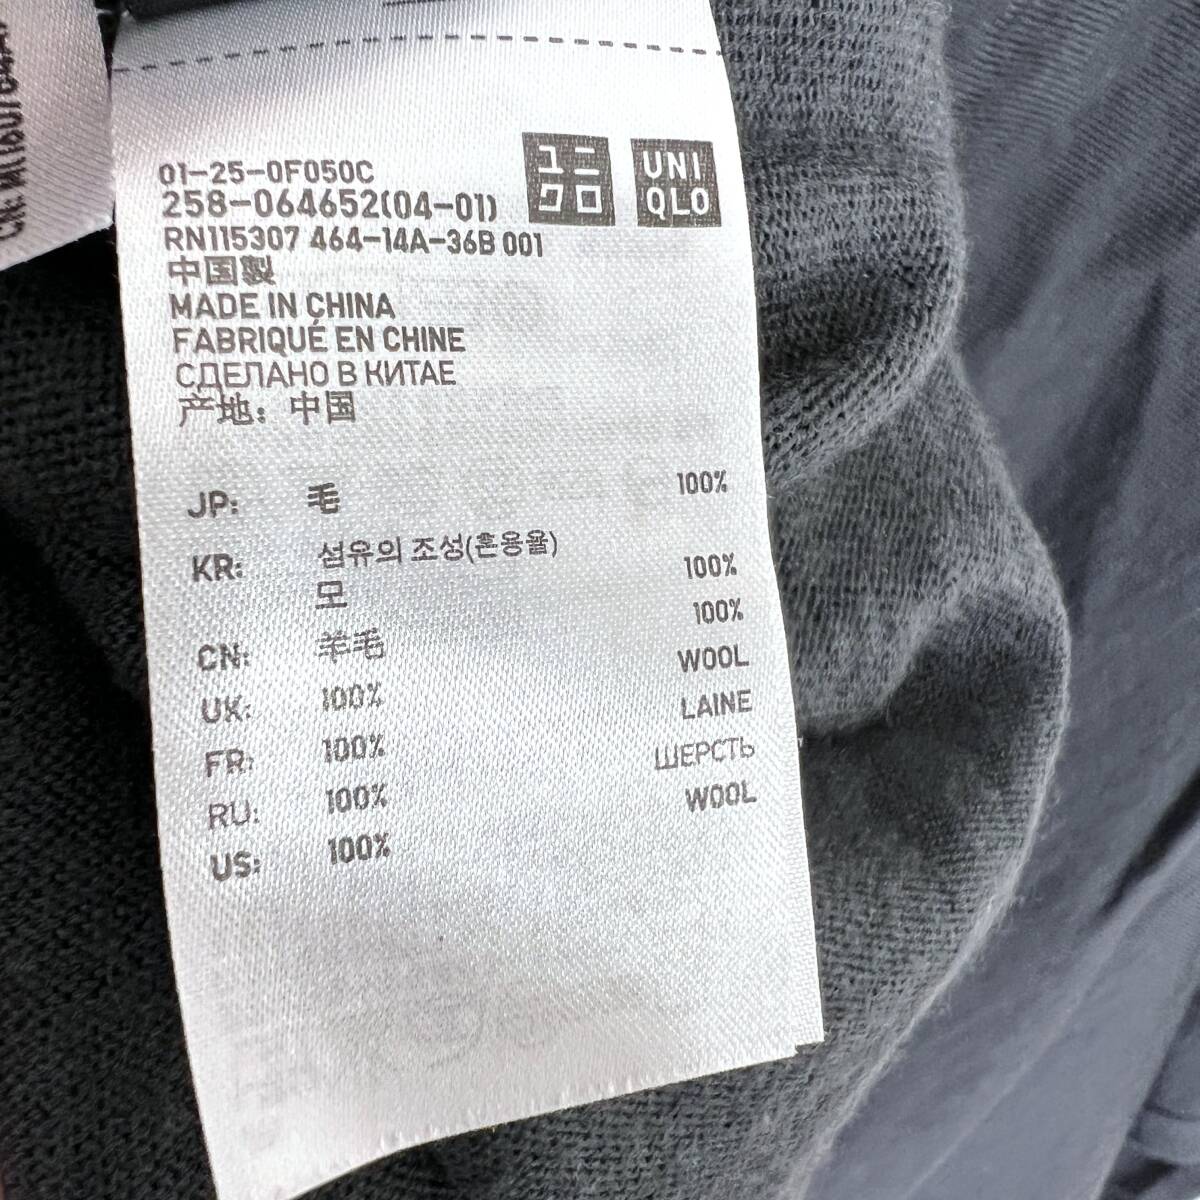 CN: M(160/84A)
01-25-0F050C
258-064652(04-01)
RN115307 464-14A-36B 001
ユニ
クロ
UNI
QLO
中国製
MADE IN CHINA
FABRIQUÉ EN CHINE
СДЕЛАНО В КИТАЕ
产地: 中国
JP: 毛 100%
KR: 섬유의 조성(혼용율)
모 100%
CN: 羊毛 100%
UK: 100% WOOL
FR: 100% LAINE
RU: 100% ШЕРСТЬ
US: 100% WOOL